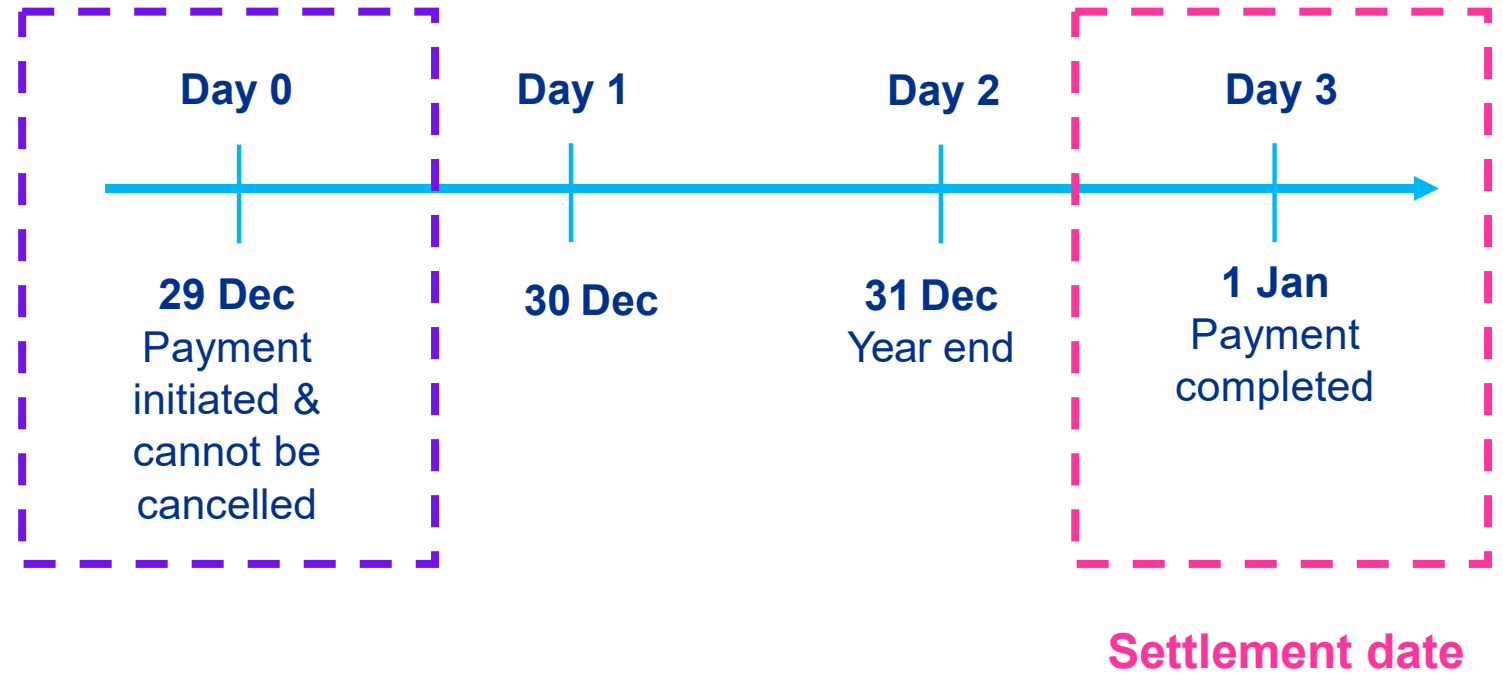 Day 0
Day 1
Day 2
Day 3
29 Dec
Payment
initiated &
cannot be
cancelled
30 Dec
31 Dec
Year end
1 Jan
Payment
completed
Settlement date